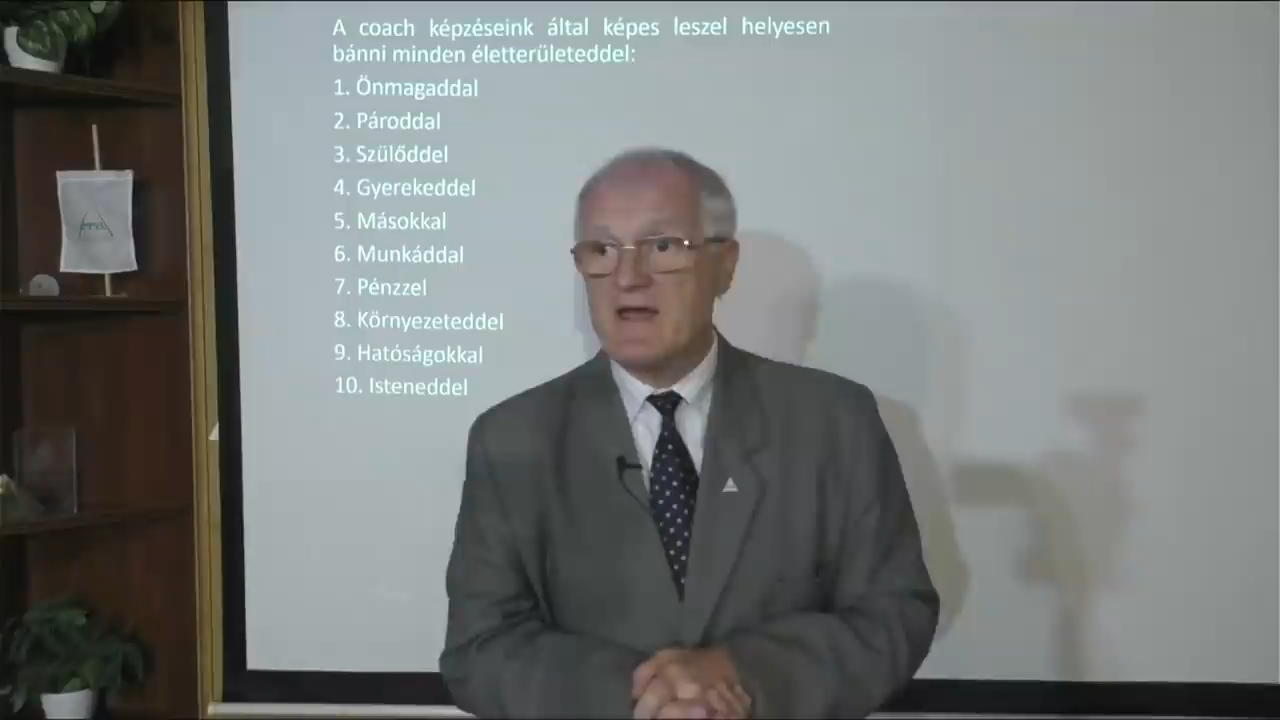 A coach képzéseink által képes leszel helyesen
bánni minden életterületeddel:
1. Önmagaddal
2. Pároddal
3. Szülőddel
4. Gyerekeddel
5. Másokkal
6. Munkáddal
7. Pénzzel
8. Környezeteddel
9. Hatóságokkal
10. Isteneddel